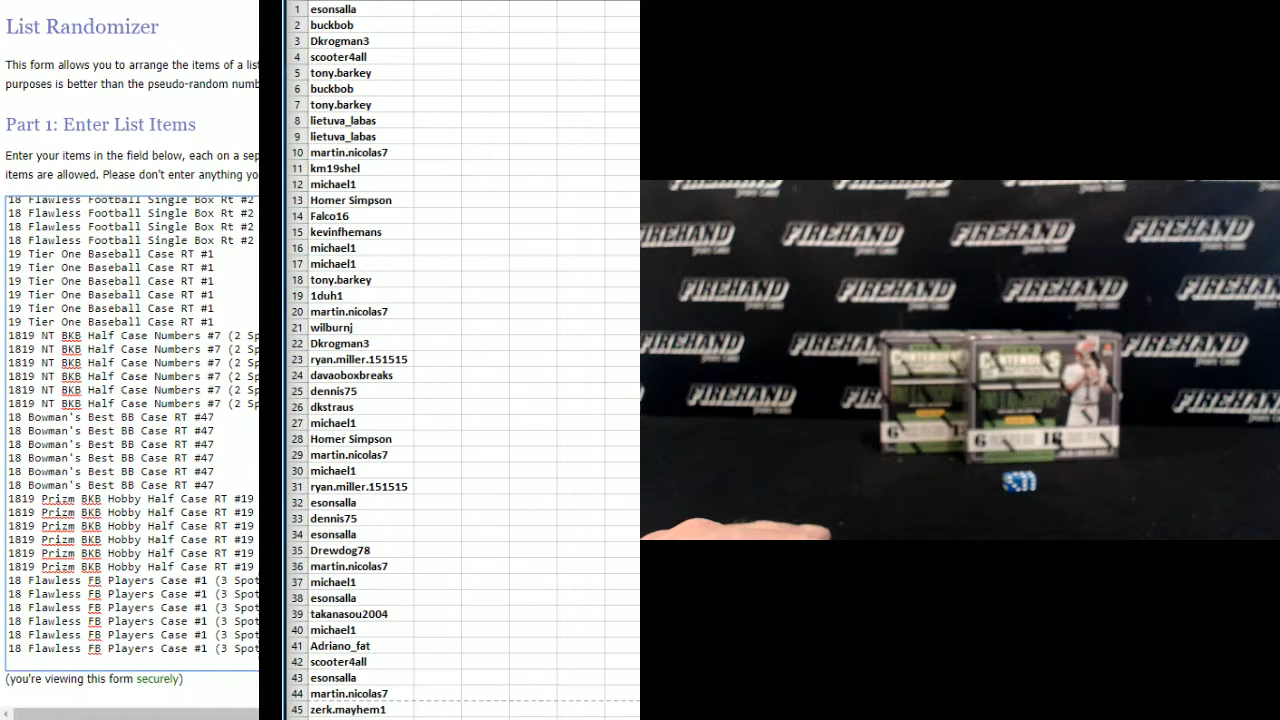 List Randomizer
This form allows you to arrange the items of a lis
purposes is better than the pseudo-random numb
Part 1: Enter List Items
Enter your items in the field below, each on a sep
items are allowed. Please don't enter anything yo
18 Flawless Football Single Box Rt #2
18 Flawless Football Single Box Rt #2
18 Flawless Football Single Box Rt #2
18 Flawless Football Single Box Rt #2
19 Tier One Baseball Case RT #1
19 Tier One Baseball Case RT #1
19 Tier One Baseball Case RT #1
19 Tier One Baseball Case RT #1
19 Tier One Baseball Case RT #1
19 Tier One Baseball Case RT #1
1819 NT BKB Half Case Numbers #7 (2 Sp
1819 NT BKB Half Case Numbers #7 (2 Sp
1819 NT BKB Half Case Numbers #7 (2 Sp
1819 NT BKB Half Case Numbers #7 (2 Sp
1819 NT BKB Half Case Numbers #7 (2 Sp
1819 NT BKB Half Case Numbers #7 (2 Sp
18 Bowman's Best BB Case RT #47
18 Bowman's Best BB Case RT #47
18 Bowman's Best BB Case RT #47
18 Bowman's Best BB Case RT #47
18 Bowman's Best BB Case RT #47
18 Bowman's Best BB Case RT #47
1819 Prizm BKB Hobby Half Case RT #19
1819 Prizm BKB Hobby Half Case RT #19
1819 Prizm BKB Hobby Half Case RT #19
1819 Prizm BKB Hobby Half Case RT #19
1819 Prizm BKB Hobby Half Case RT #19
1819 Prizm BKB Hobby Half Case RT #19
18 Flawless FB Players Case #1 (3 Spot
18 Flawless FB Players Case #1 (3 Spot
18 Flawless FB Players Case #1 (3 Spot
18 Flawless FB Players Case #1 (3 Spot
18 Flawless FB Players Case #1 (3 Spot
18 Flawless FB Players Case #1 (3 Spot
(you're viewing this form securely)
1 esonsalla
2 buckbob
3 Dkrogman3
4 scooter4all
5 tony.barkey
6 buckbob
7 tony.barkey
8 lietuva_labas
9 lietuva_labas
10 martin.nicolas7
11 km19shel
12 michael1
13 Homer Simpson
14 Falco16
15 kevinfhemans
16 michael1
17 michael1
18 tony.barkey
19 1duh1
20 martin.nicolas7
21 wilburnj
22 Dkrogman3
23 ryan.miller.151515
24 davaoboxbreaks
25 dennis75
26 dkstraus
27 michael1
28 Homer Simpson
29 martin.nicolas7
30 michael1
31 ryan.miller.151515
32 esonsalla
33 dennis75
34 esonsalla
35 Drewdog78
36 martin.nicolas7
37 michael1
38 esonsalla
39 takanasou2004
40 michael1
41 Adriano_fat
42 scooter4all
43 esonsalla
44 martin.nicolas7
45 zerk.mayhem1
FIREHAND FIREHAND FIREHAND FIREHAND
FIREHAND FIREHAND FIREHAND FIREHAND
FIREHAND FIREHAND
FIREHAND FIREHAND
CONTENDERS
6 18